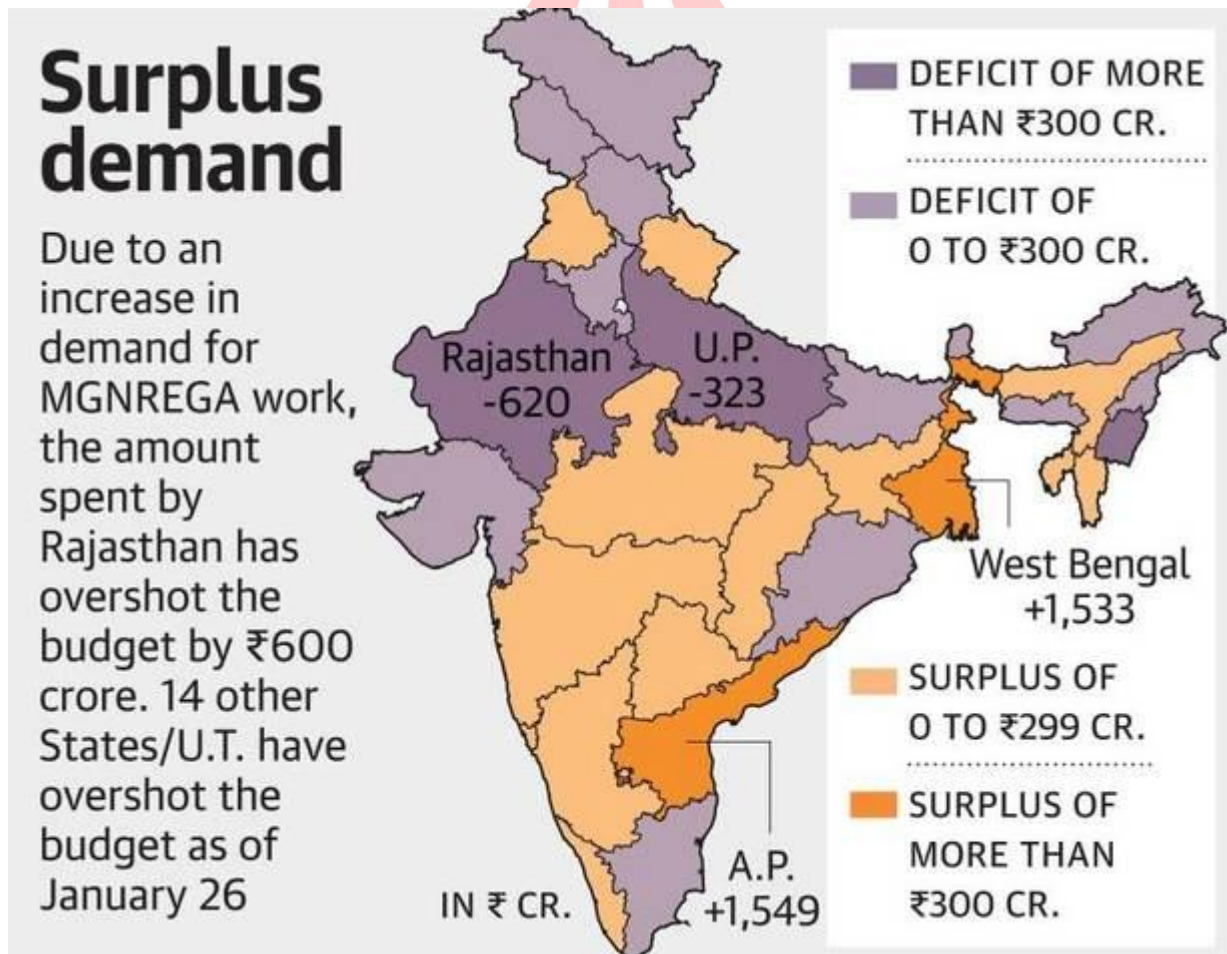 Surplus
demand
Due to an
increase in
demand for
MGNREGA work,
the amount
spent by
Rajasthan has
overshot the
budget by ₹600
crore. 14 other
States/U.T. have
overshot the
budget as of
January 26
Rajasthan
-620
U.P.
-323
DEFICIT OF MORE
THAN ₹300 CR.
DEFICIT OF
0 TO ₹300 CR.
West Bengal
+1,533
SURPLUS OF
0 TO ₹299 CR.
SURPLUS OF
MORE THAN
₹300 CR.
A.P.
+1,549
IN ₹ CR.